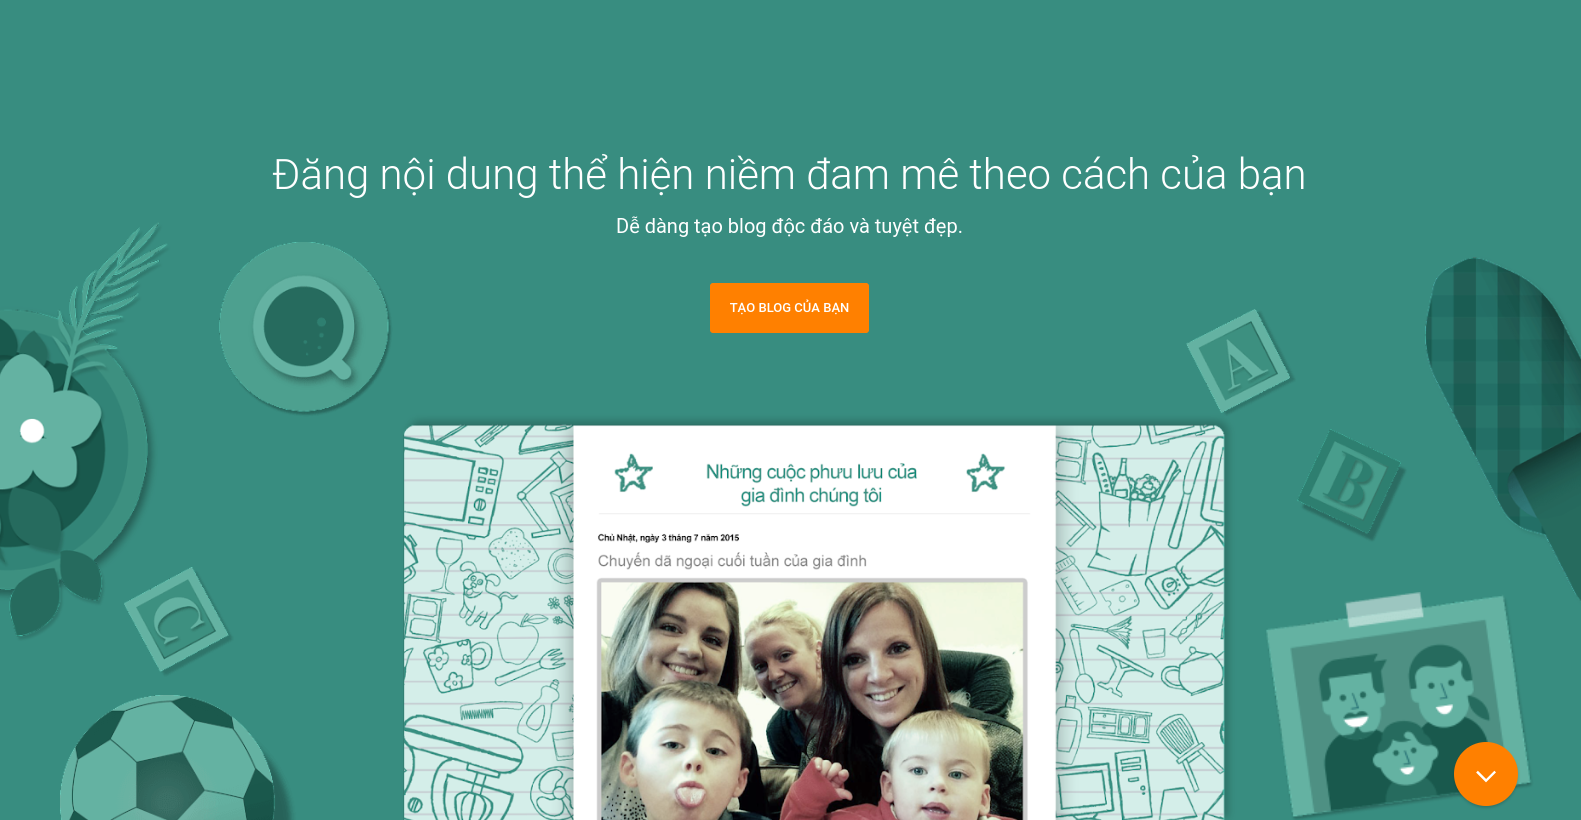 Đăng nội dung thể hiện niềm đam mê theo cách của bạn
Dễ dàng tạo blog độc đáo và tuyệt đẹp.
TẠO BLOG CỦA BẠN
A
B
C
Những cuộc phưu lưu của
gia đình chúng tôi
Chủ Nhật, ngày 3 tháng 7 năm 2015
Chuyến dã ngoại cuối tuần của gia đình